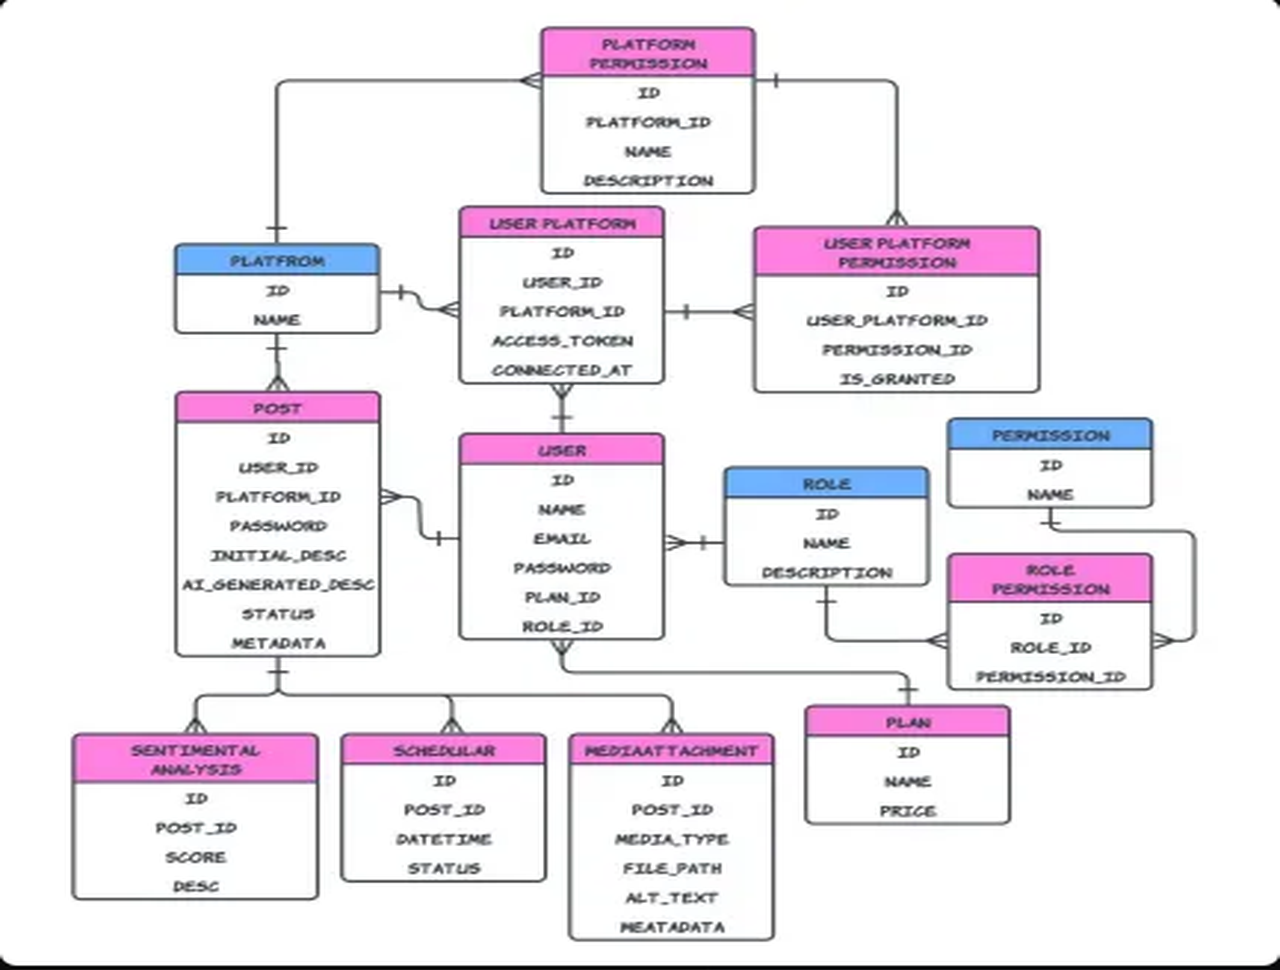 PLATFORM
PERMISSION
ID
PLATFORM_ID
NAME
DESCRIPTION
USER PLATFORM
ID
USER_ID
PLATFORM_ID
ACCESS_TOKEN
CONNECTED_AT
USER PLATFORM
PERMISSION
ID
USER_PLATFORM_ID
PERMISSION_ID
IS_GRANTED
PLATFROM
ID
NAME
POST
ID
USER_ID
PLATFORM_ID
PASSWORD
INITIAL_DESC
AI_GENERATED_DESC
STATUS
METADATA
USER
ID
NAME
EMAIL
PASSWORD
PLAN_ID
ROLE_ID
ROLE
ID
NAME
DESCRIPTION
PERMISSION
ID
NAME
ROLE
PERMISSION
ID
ROLE_ID
PERMISSION_ID
SENTIMENTAL
ANALYSIS
ID
POST_ID
SCORE
DESC
SCHEDULAR
ID
POST_ID
DATETIME
STATUS
MEDIAATTACHMENT
ID
POST_ID
MEDIA_TYPE
FILE_PATH
ALT_TEXT
MEATADATA
PLAN
ID
NAME
PRICE